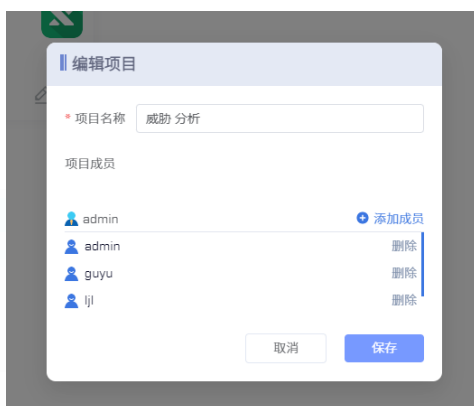 编辑项目
* 项目名称 威胁 分析
项目成员
admin 添加成员
admin 删除
guyu 删除
ljl 删除
取消 保存